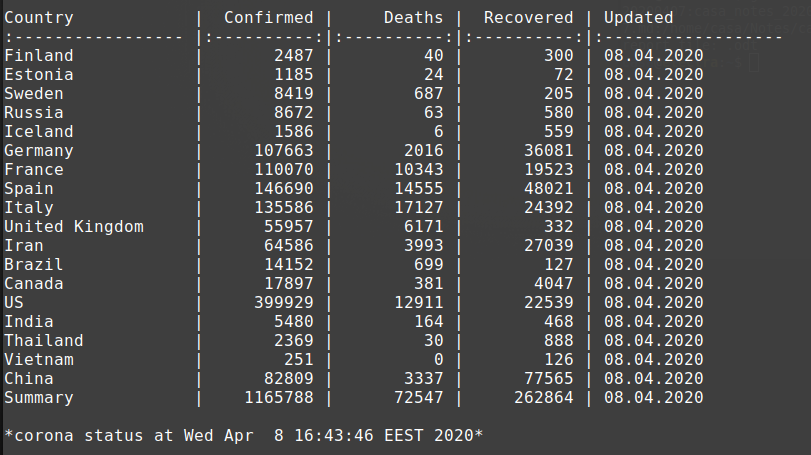 Country | Confirmed | Deaths | Recovered | Updated
:----------------- |:----------:|:----------:|:----------:|:------------------
Finland | 2487 | 40 | 300 | 08.04.2020
Estonia | 1185 | 24 | 72 | 08.04.2020
Sweden | 8419 | 687 | 205 | 08.04.2020
Russia | 8672 | 63 | 580 | 08.04.2020
Iceland | 1586 | 6 | 559 | 08.04.2020
Germany | 107663 | 2016 | 36081 | 08.04.2020
France | 110070 | 10343 | 19523 | 08.04.2020
Spain | 146690 | 14555 | 48021 | 08.04.2020
Italy | 135586 | 17127 | 24392 | 08.04.2020
United Kingdom | 55957 | 6171 | 332 | 08.04.2020
Iran | 64586 | 3993 | 27039 | 08.04.2020
Brazil | 14152 | 699 | 127 | 08.04.2020
Canada | 17897 | 381 | 4047 | 08.04.2020
US | 399929 | 12911 | 22539 | 08.04.2020
India | 5480 | 164 | 468 | 08.04.2020
Thailand | 2369 | 30 | 888 | 08.04.2020
Vietnam | 251 | 0 | 126 | 08.04.2020
China | 82809 | 3337 | 77565 | 08.04.2020
Summary | 1165788 | 72547 | 262864 | 08.04.2020
*corona status at Wed Apr  8 16:43:46 EEST 2020*